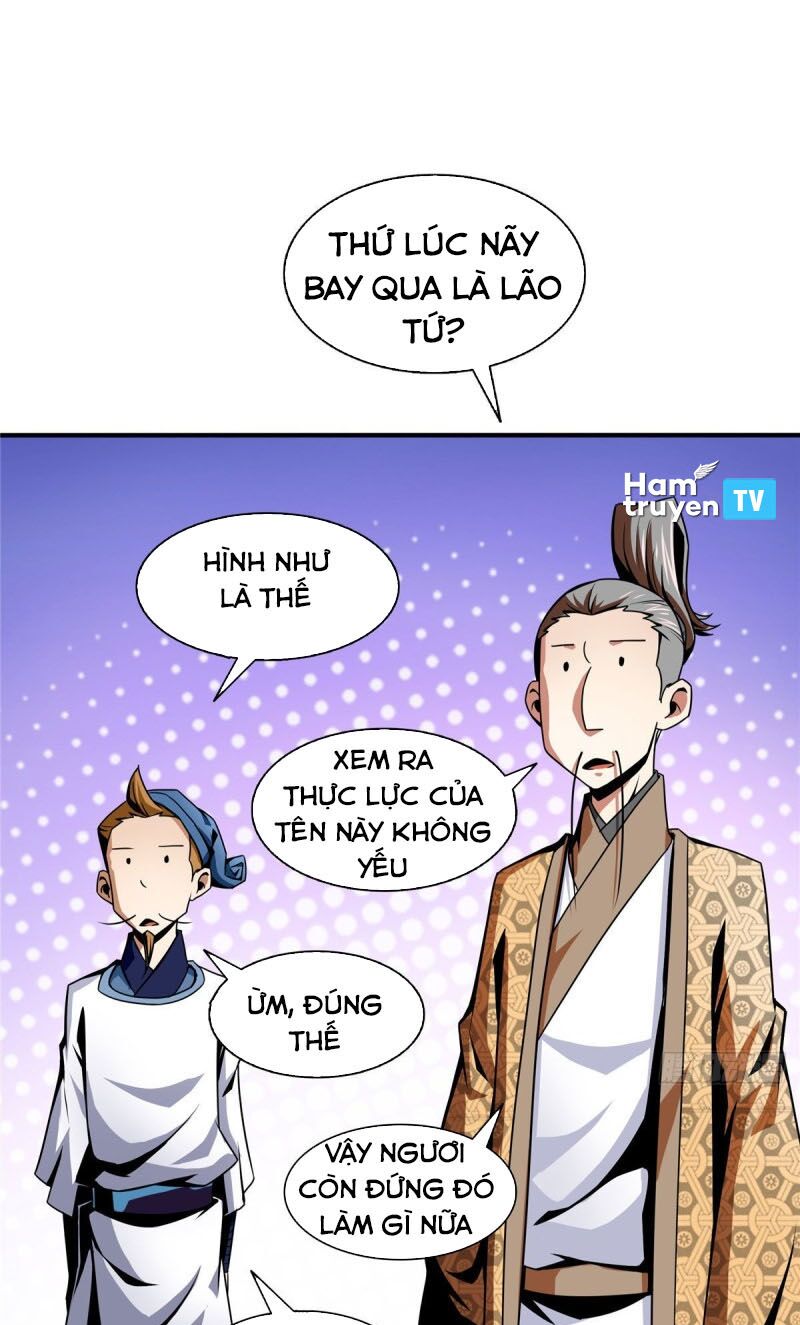 THỨ LÚC NÃY
BAY QUA LÀ LÃO
TỨ?
Ham
truyen TV
HÌNH NHƯ
LÀ THẾ
XEM RA
THỰC LỰC CỦA
TÊN NÀY KHÔNG
YẾU
ỪM, ĐÚNG
THẾ
VẬY NGƯƠI
CÒN ĐỨNG ĐÓ
LÀM GÌ NỮA